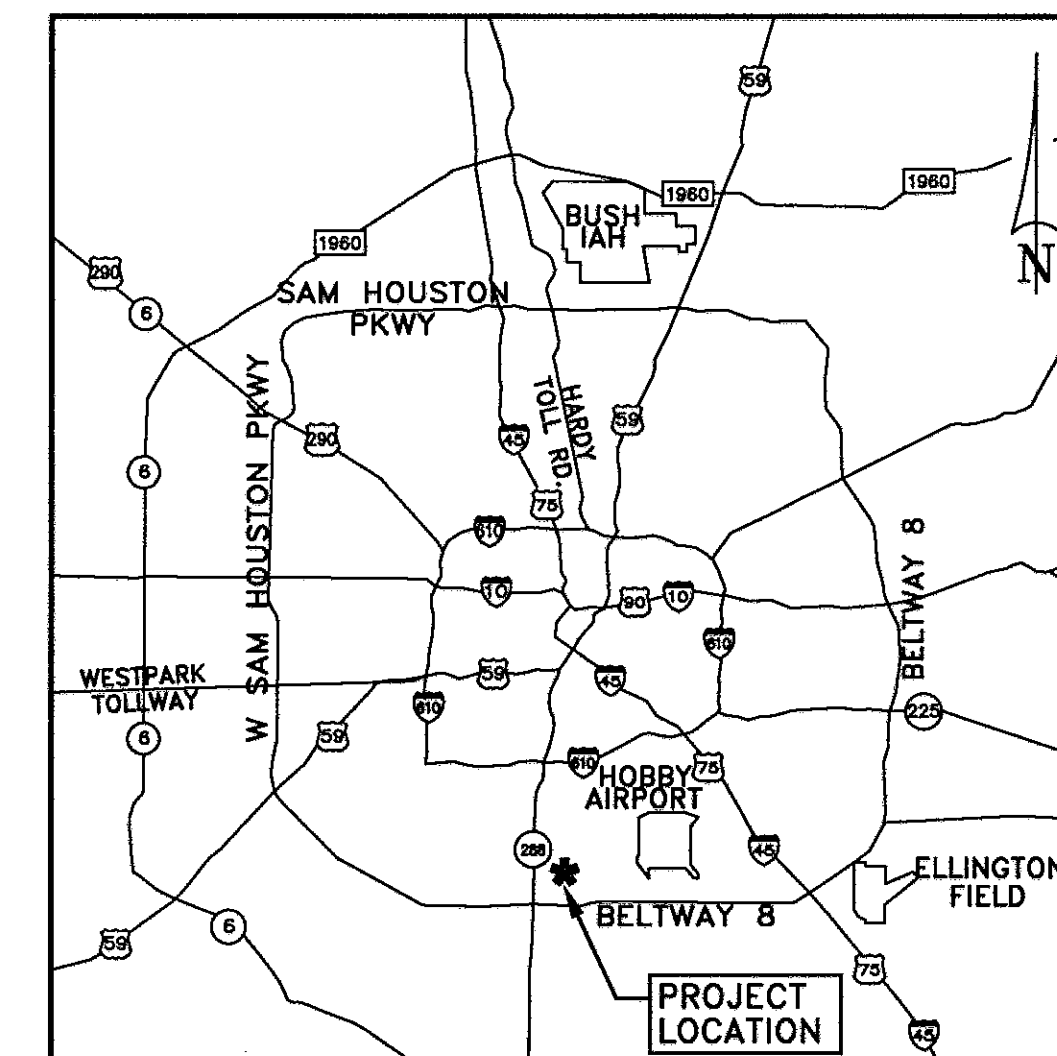 59
1960
1960
BUSH
IAH
1960
N
290
SAM HOUSTON
PKWY
6
W SAM HOUSTON PKWY
HARDY
TOLL RD.
59
290
45
6
75
610
BELTWAY 8
10
90
10
610
WESTPARK
TOLLWAY
59
45
610
225
6
59
610
75
HOBBY
AIRPORT
288
45
ELLINGTON
FIELD
BELTWAY 8
6
59
75
PROJECT
LOCATION
45